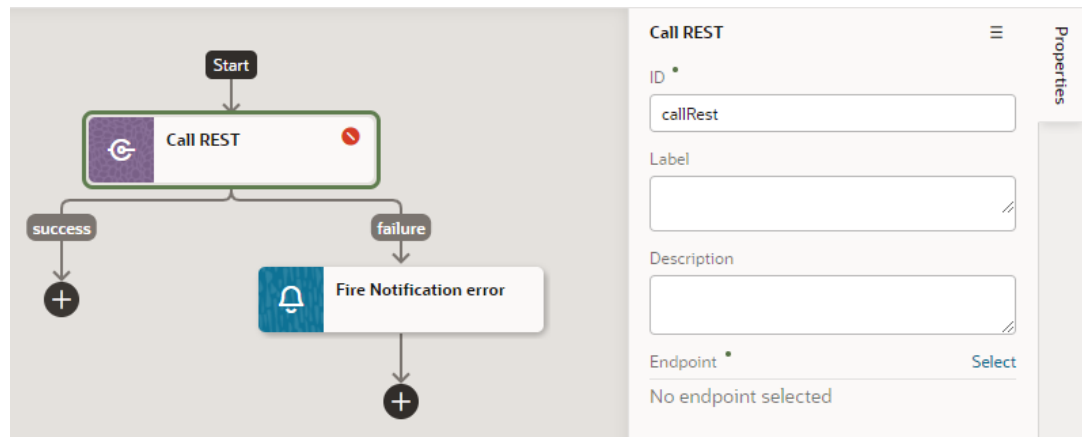 Start
Call REST
success
failure
Fire Notification error
Call REST
ID
callRest
Label
Description
Endpoint Select
No endpoint selected
Properties